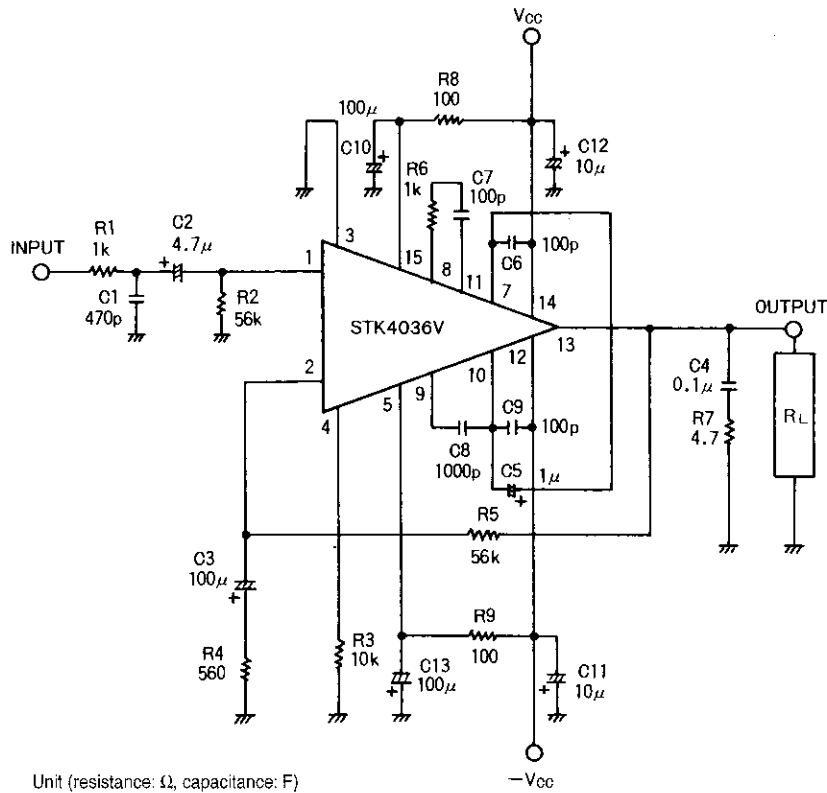 Vcc
R8
100
100μ
C10
+
+
C12
10μ
R6
1k
C7
100p
INPUT
R1
1k
C2
+
4.7μ
3
1
15
8
11
7
C6
100p
14
C1
470p
R2
56k
STK4036V
12
13
OUTPUT
2
4
5
9
10
C9
100p
C8
1000p
C5
+
1μ
C4
0.1μ
R7
4.7
RL
R5
56k
C3
100μ
+
R4
560
R3
10k
R9
100
C13
100μ
+
C11
10μ
+
−Vcc
Unit (resistance: Ω, capacitance: F)